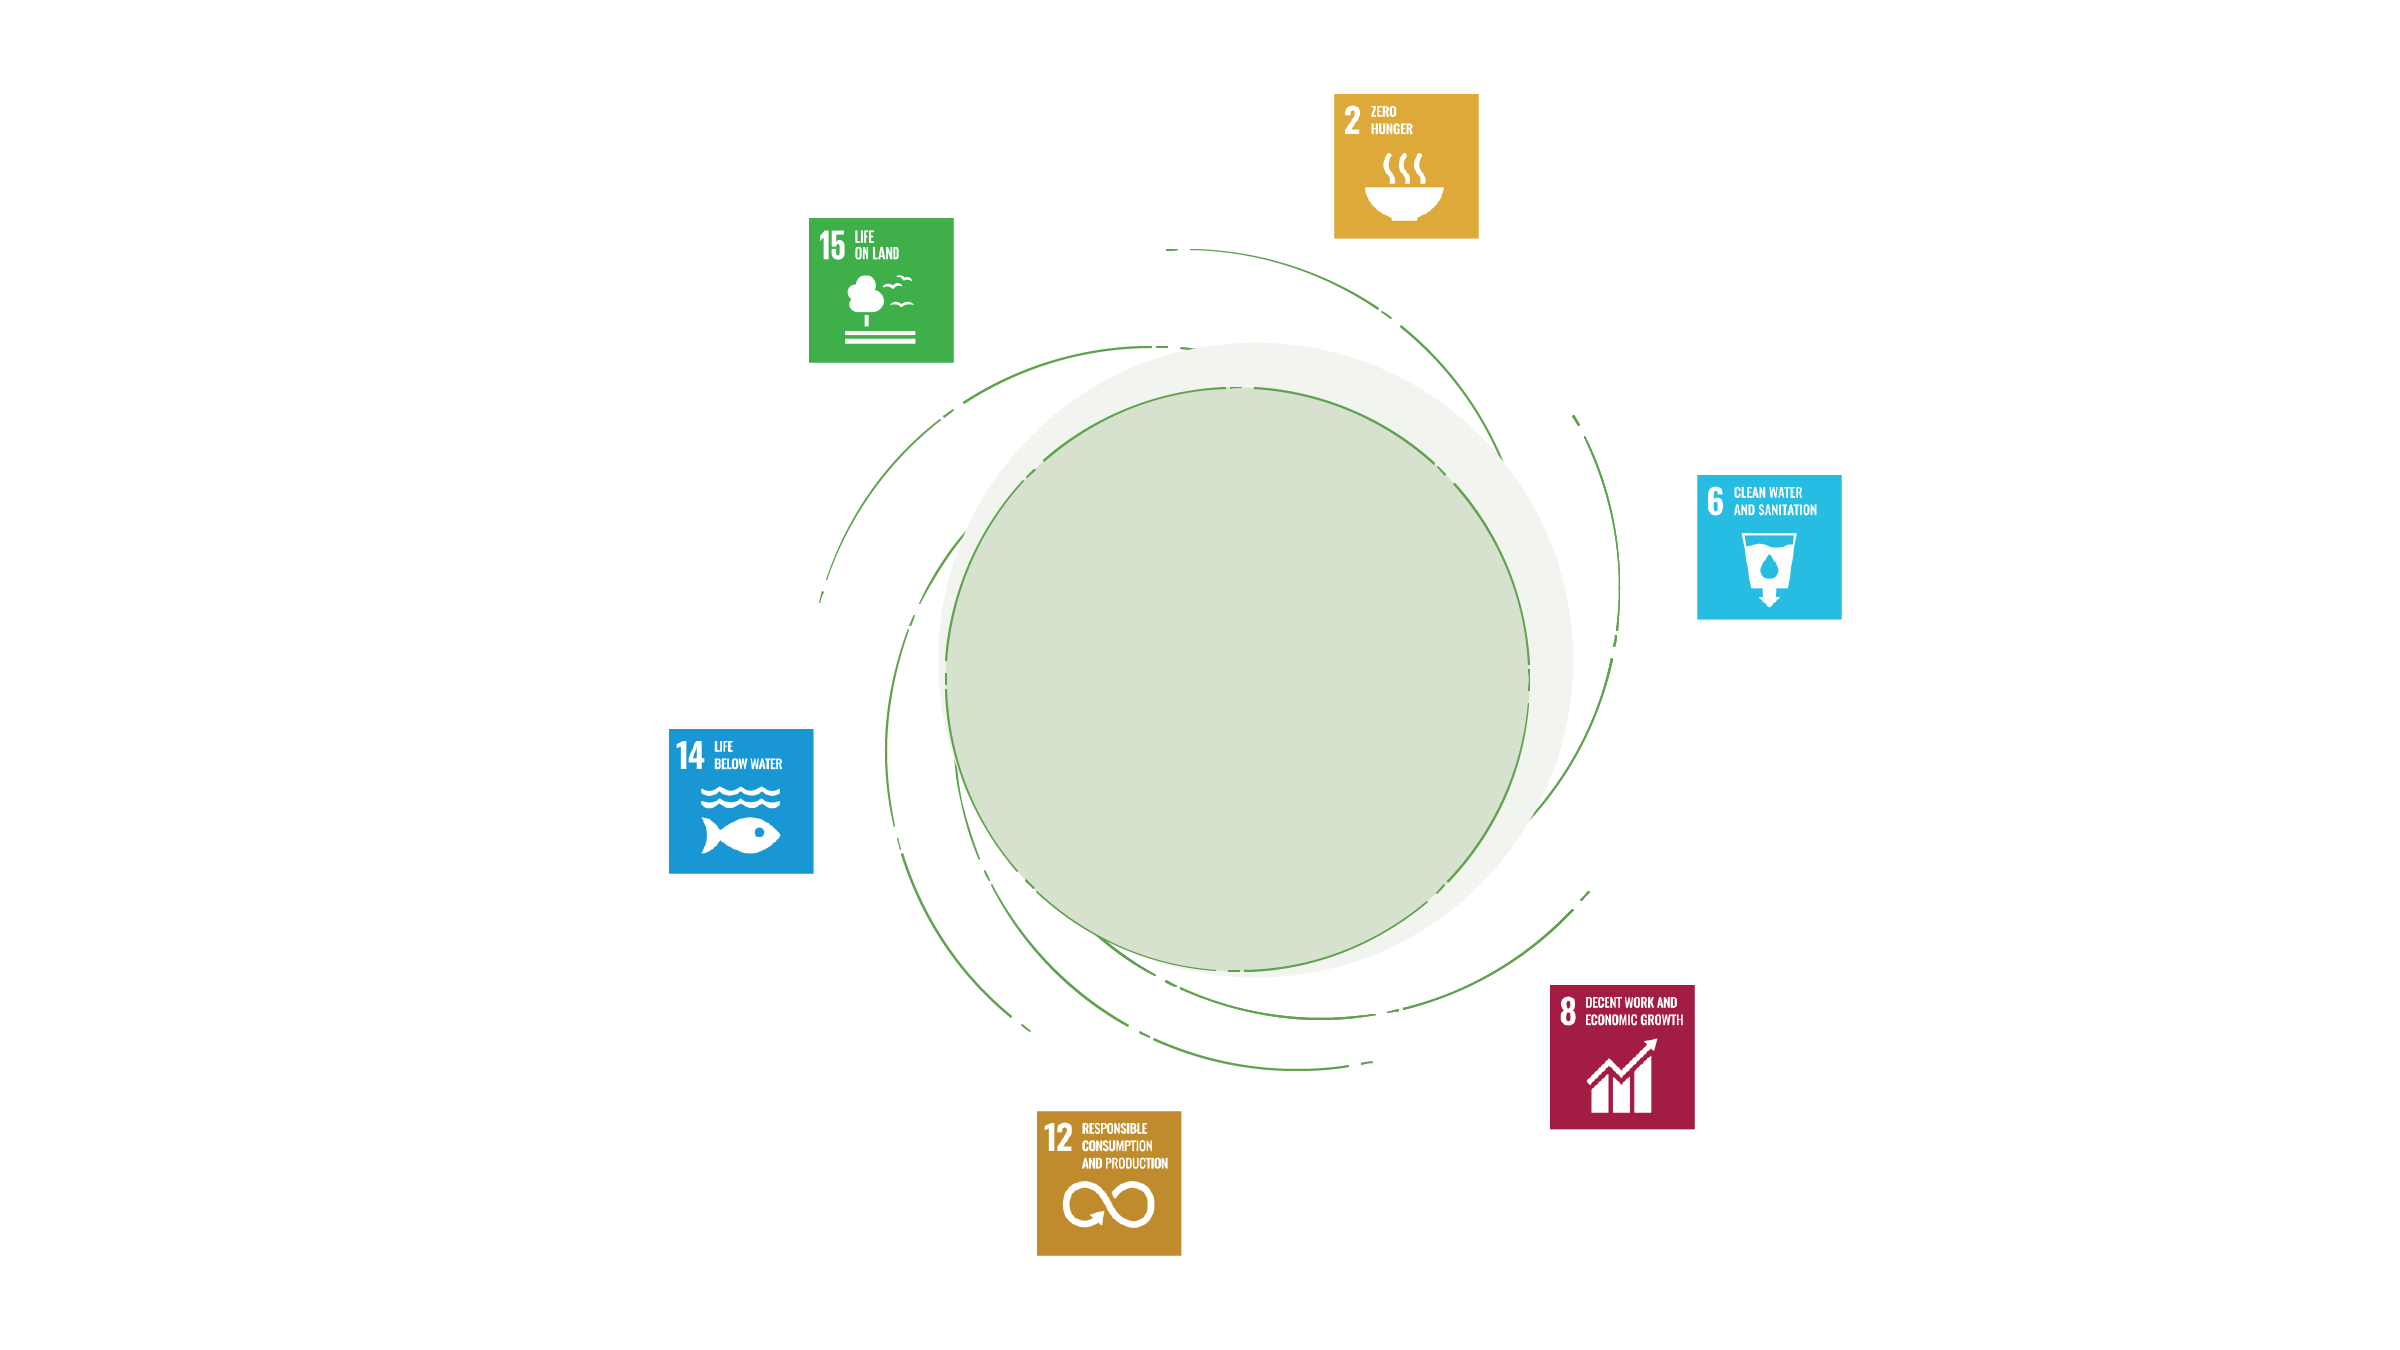 2 ZERO
HUNGER
15 LIFE
ON LAND
6 CLEAN WATER
AND SANITATION
14 LIFE
BELOW WATER
8 DECENT WORK AND
ECONOMIC GROWTH
12 RESPONSIBLE
CONSUMPTION
AND PRODUCTION